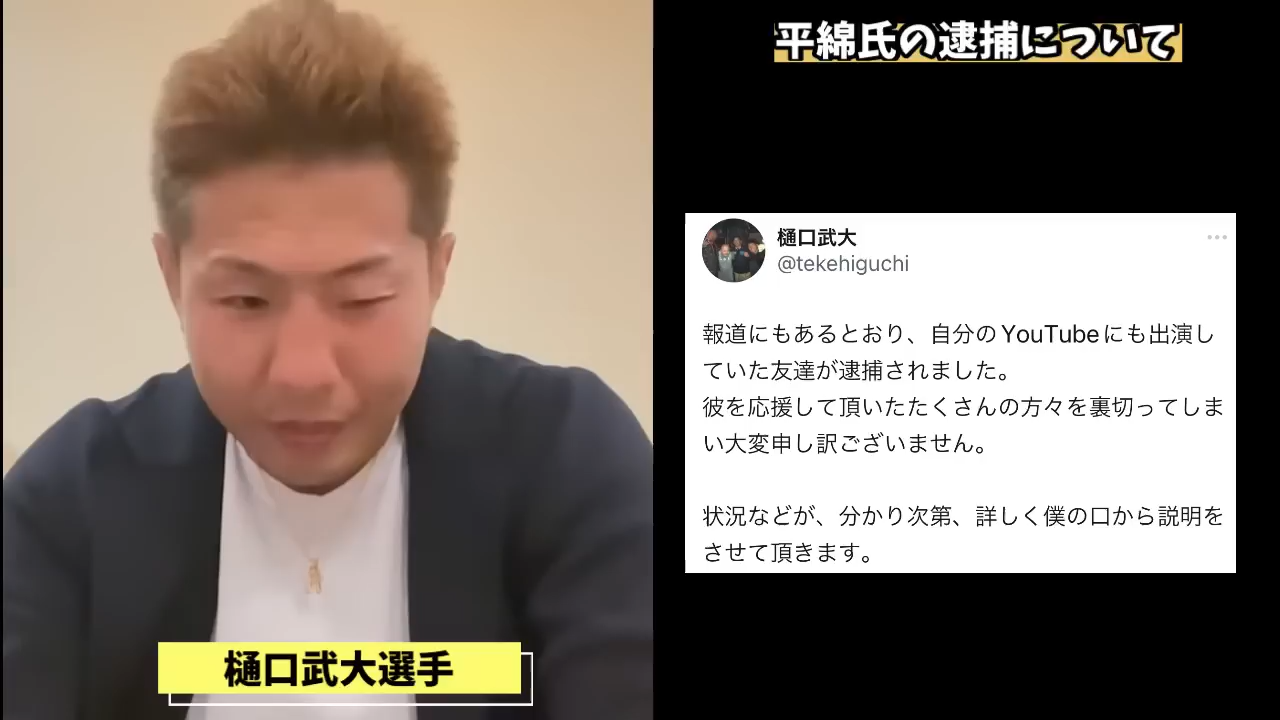 平綿氏の逮捕について
樋口武大
@tekehiguchi
報道にもあるとおり、自分のYouTubeにも出演し
ていた友達が逮捕されました。
彼を応援して頂いたたくさんの方々を裏切ってしま
い大変申し訳ございません。
状況などが、分かり次第、詳しく僕の口から説明を
させて頂きます。
樋口武大選手